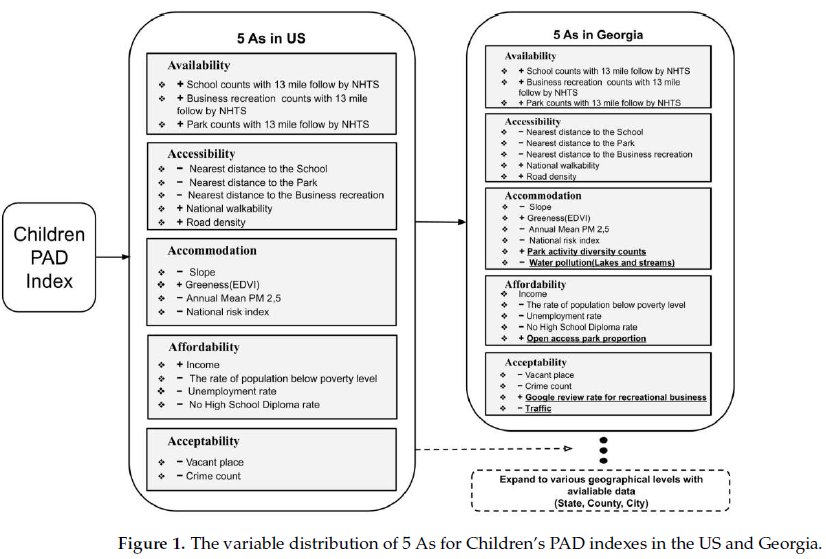 Children
PAD
Index
5 As in US
Availability
❖ + School counts with 13 mile follow by NHTS
❖ + Business recreation counts with 13 mile
follow by NHTS
❖ + Park counts with 13 mile follow by NHTS
Accessibility
❖ − Nearest distance to the School
❖ − Nearest distance to the Park
❖ − Nearest distance to the Business recreation
❖ + National walkability
❖ + Road density
Accommodation
❖ − Slope
❖ + Greeness(EDVI)
❖ − Annual Mean PM 2,5
❖ − National risk index
Affordability
❖ + Income
❖ − The rate of population below poverty level
❖ − Unemployment rate
❖ − No High School Diploma rate
Acceptability
❖ − Vacant place
❖ − Crime count
5 As in Georgia
Availability
❖ + School counts with 13 mile follow by NHTS
❖ + Business recreation counts with 13 mile
follow by NHTS
❖ + Park counts with 13 mile follow by NHTS
Accessibility
❖ − Nearest distance to the School
❖ − Nearest distance to the Park
❖ − Nearest distance to the Business recreation
❖ + National walkability
❖ + Road density
Accommodation
❖ − Slope
❖ + Greeness(EDVI)
❖ − Annual Mean PM 2,5
❖ − National risk index
❖ + Park activity diversity counts
❖ − Water pollution(Lakes and streams)
Affordability
❖ Income
❖ − The rate of population below poverty level
❖ − Unemployment rate
❖ − No High School Diploma rate
❖ + Open access park proportion
Acceptability
❖ − Vacant place
❖ − Crime count
❖ + Google review rate for recreational business
❖ − Traffic
Expand to various geographical levels with
avialiable data
(State, County, City)
Figure 1. The variable distribution of 5 As for Children's PAD indexes in the US and Georgia.